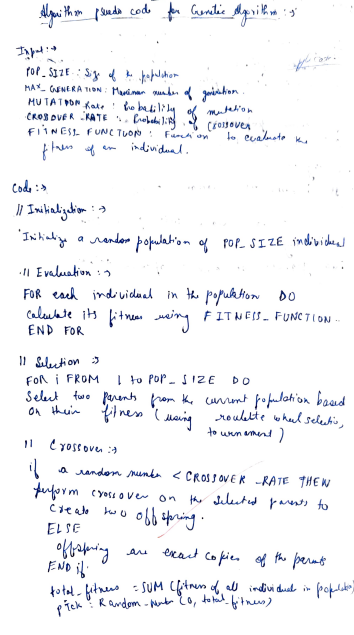 Algorithm pseudo code for Genetic Algorithm :→
Input :→
POP_SIZE : Size of the population
MAX_GENERATION : Maximum number of generation.
MUTATION Rate : Probability of mutation
CROSSOVER_RATE : Probability of CROSSOVER
FITNESS FUNCTION : Function to evaluate the
fitness of an individual.
Code :→
// Initialization :→
Initialize a random population of POP_SIZE individual
// Evaluation :→
FOR each individual in the population DO
Calculate its fitness using FITNESS_FUNCTION.
END FOR
// Selection :→
FOR i FROM 1 to POP_SIZE DO
Select two parents from the current population based
on their fitness (using roulette wheel selection,
tournament)
// Crossover :→
if a random number < CROSSOVER_RATE THEN
perform crossover on the selected parents to
create two offspring.
ELSE
offspring are exact copies of the parents
END if.
total_fitness = SUM (fitness of all individual in population)
pick : Random_Number (0, total_fitness)